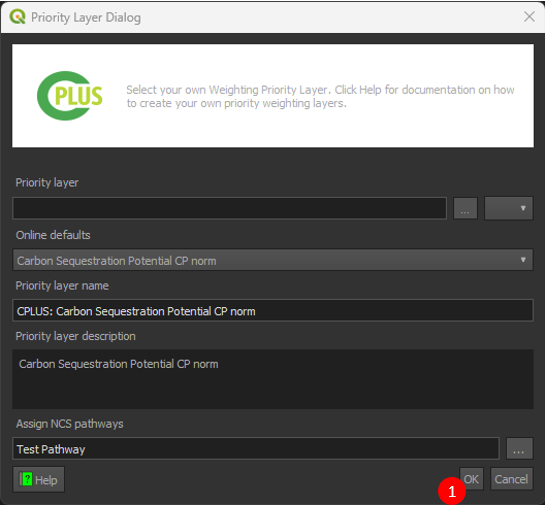 Priority Layer Dialog
CPLUS
Select your own Weighting Priority Layer. Click Help for documentation on how
to create your own priority weighting layers.
Priority layer
...
Online defaults
Carbon Sequestration Potential CP norm
Priority layer name
CPLUS: Carbon Sequestration Potential CP norm
Priority layer description
Carbon Sequestration Potential CP norm
Assign NCS pathways
Test Pathway
...
? Help
1
OK
Cancel